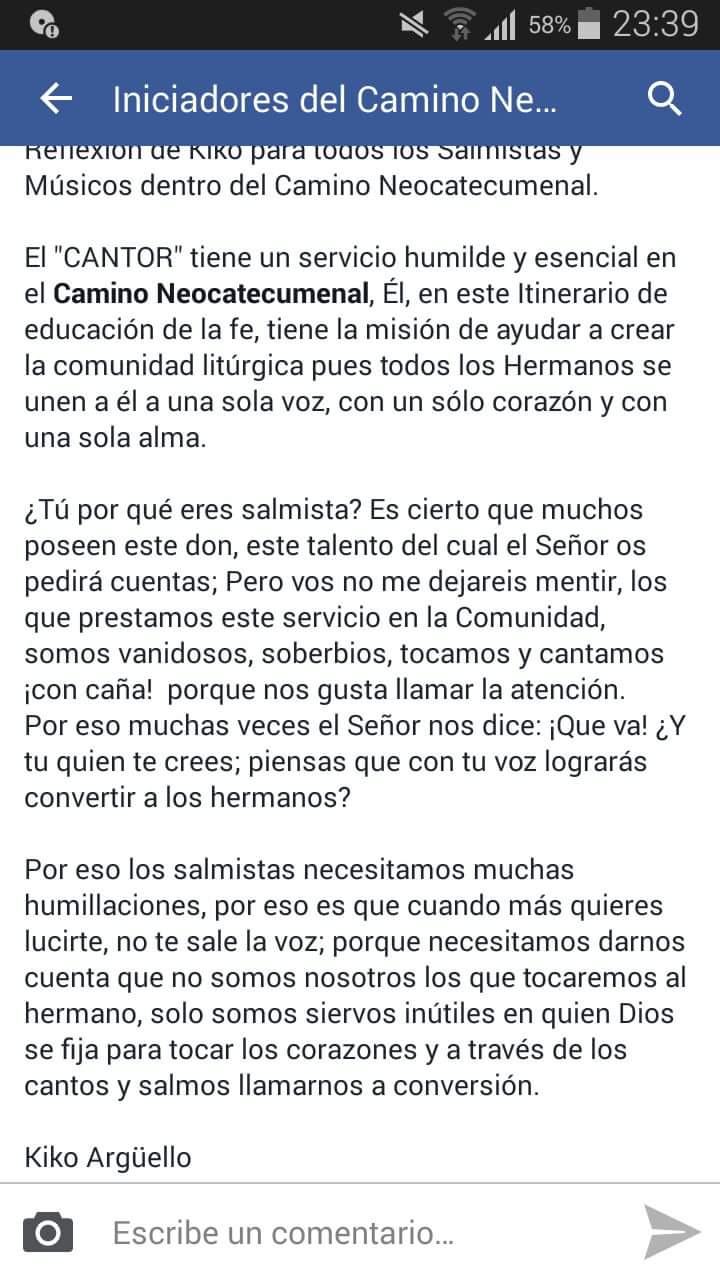 58% 23:39
Iniciadores del Camino Ne...
Reflexión de Kiko para todos los Salmistas y
Músicos dentro del Camino Neocatecumenal.
El "CANTOR" tiene un servicio humilde y esencial en
el Camino Neocatecumenal, Él, en este Itinerario de
educación de la fe, tiene la misión de ayudar a crear
la comunidad litúrgica pues todos los Hermanos se
unen a él a una sola voz, con un sólo corazón y con
una sola alma.
¿Tú por qué eres salmista? Es cierto que muchos
poseen este don, este talento del cual el Señor os
pedirá cuentas; Pero vos no me dejareis mentir, los
que prestamos este servicio en la Comunidad,
somos vanidosos, soberbios, tocamos y cantamos
¡con caña!  porque nos gusta llamar la atención.
Por eso muchas veces el Señor nos dice: ¡Que va! ¿Y
tu quien te crees; piensas que con tu voz lograrás
convertir a los hermanos?
Por eso los salmistas necesitamos muchas
humillaciones, por eso es que cuando más quieres
lucirte, no te sale la voz; porque necesitamos darnos
cuenta que no somos nosotros los que tocaremos al
hermano, solo somos siervos inútiles en quien Dios
se fija para tocar los corazones y a través de los
cantos y salmos llamarnos a conversión.
Kiko Argüello
Escribe un comentario...